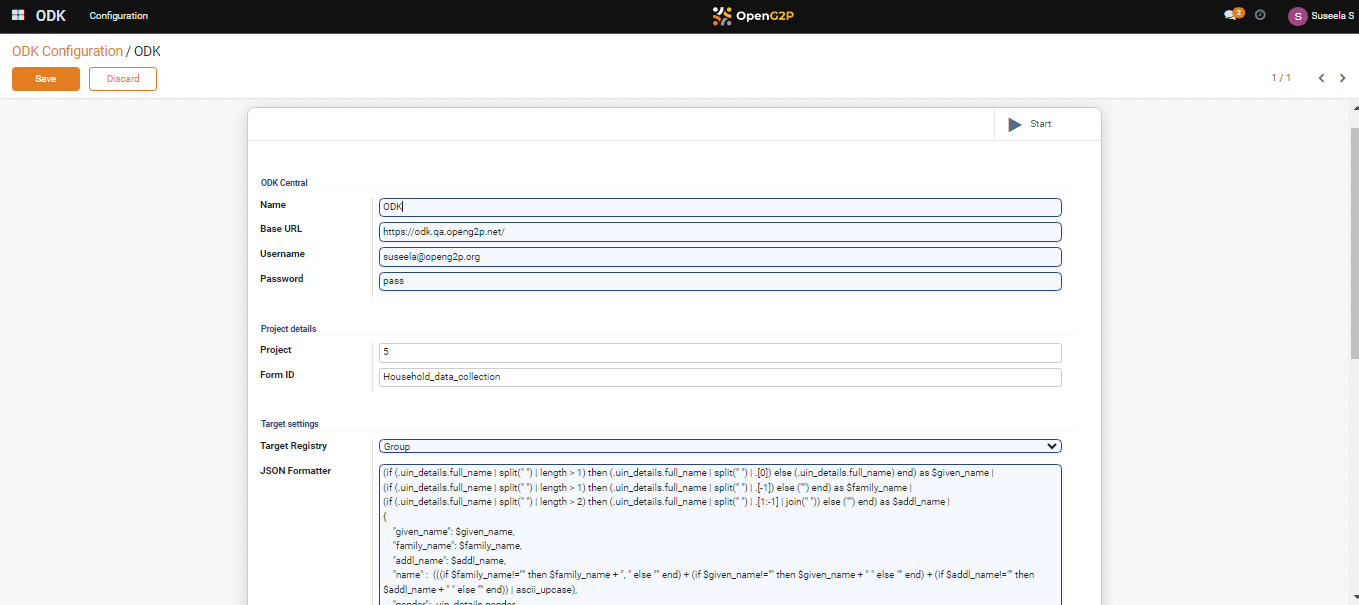 ODK Configuration OpenG2P 2 S Suseela S
ODK Configuration / ODK
Save Discard 1 / 1
Start
ODK Central
Name ODK
Base URL https://odk.qa.openg2p.net/
Username suseela@openg2p.org
Password pass
Project details
Project 5
Form ID Household_data_collection
Target settings
Target Registry Group
JSON Formatter (if (.uin_details.full_name | split(" ") | length > 1) then (.uin_details.full_name | split(" ") | .[0]) else (.uin_details.full_name) end) as $given_name |
(if (.uin_details.full_name | split(" ") | length > 1) then (.uin_details.full_name | split(" ") | .[-1]) else ("") end) as $family_name |
(if (.uin_details.full_name | split(" ") | length > 2) then (.uin_details.full_name | split(" ") | .[1:-1] | join(" ")) else ("") end) as $addl_name |
{
"given_name": $given_name,
"family_name": $family_name,
"addl_name": $addl_name,
"name" : (((if $family_name!="" then $family_name + ", " else "" end) + (if $given_name!="" then $given_name + " " else "" end) + (if $addl_name!="" then
$addl_name + " " else "" end)) | ascii_upcase),
"gender": .uin_details.gender,